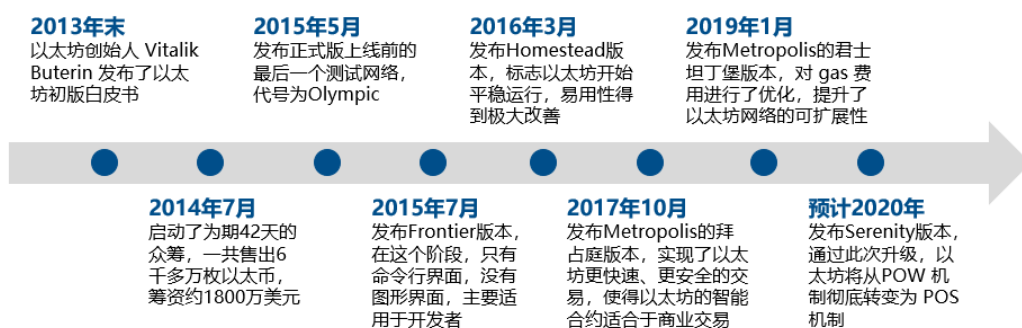 2013年末
以太坊创始人 Vitalik
Buterin 发布了以太
坊初版白皮书
2015年5月
发布正式版上线前的
最后一个测试网络，
代号为Olympic
2016年3月
发布Homestead版
本，标志以太坊开始
平稳运行，易用性得
到极大改善
2019年1月
发布Metropolis的君士
坦丁堡版本，对 gas 费
用进行了优化，提升了
以太坊网络的可扩展性
2014年7月
启动了为期42天的
众筹，一共售出6
千多万枚以太币，
筹资约1800万美元
2015年7月
发布Frontier版本，
在这个阶段，只有
命令行界面，没有
图形界面，主要适
用于开发者
2017年10月
发布Metropolis的拜
占庭版本，实现了以太
坊更快速、更安全的交
易，使得以太坊的智能
合约适合于商业交易
预计2020年
发布Serenity版本，
通过此次升级，以
太坊将从POW 机
制彻底转变为 POS
机制